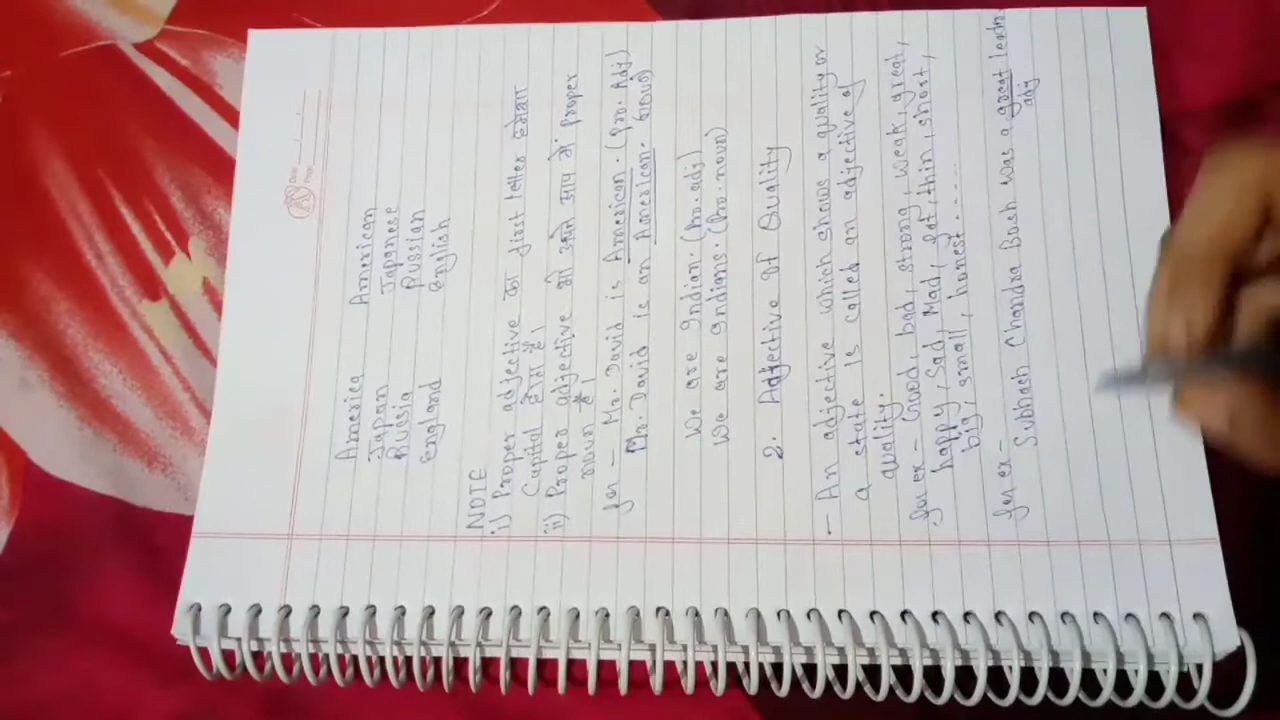 America American
Japan Japanese
Russia Russian
England English
NOTE
i) Proper adjective का first letter हमेशा
Capital होता है।
ii) Proper adjective भी अपने आप में proper
noun है।
for - Mr. David is American. (pro. Adj)
Mr. David is an American. (noun)
We are Indian. (pro. adj)
We are Indians. (pro. noun)
2. Adjective of Quality
- An adjective which shows a quality or
a state is called an adjective of
quality.
for ex - Good, bad, strong, weak, great,
happy, sad, Mad, fat, thin, short,
big, small, honest......
for ex -
Subhash Chandra Bosh was a great leader.
adj